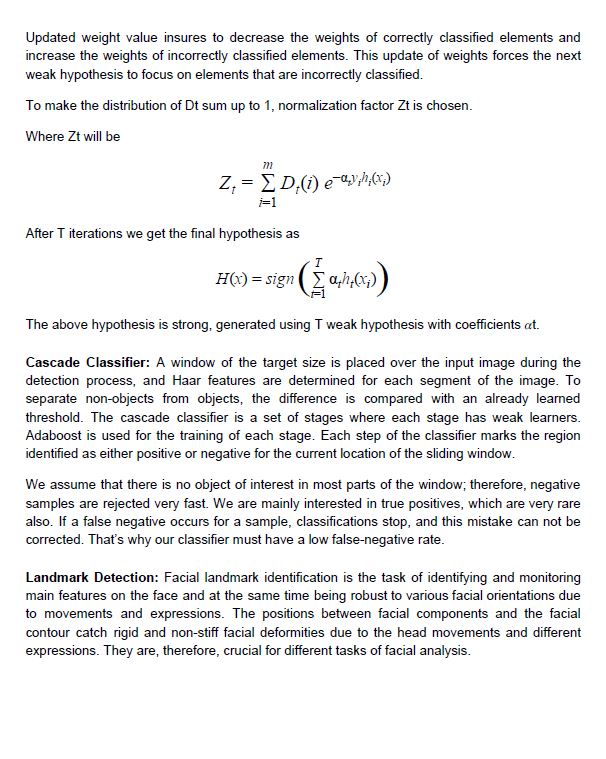 Updated weight value insures to decrease the weights of correctly classified elements and
increase the weights of incorrectly classified elements. This update of weights forces the next
weak hypothesis to focus on elements that are incorrectly classified.
To make the distribution of Dt sum up to 1, normalization factor Zt is chosen.
Where Zt will be
Z_t = ∑_{i=1}^{m} D_t(i) e^{-α_t y_i h_t(x_i)}
After T iterations we get the final hypothesis as
H(x) = sign ( ∑_{t=1}^{T} α_t h_t(x_i) )
The above hypothesis is strong, generated using T weak hypothesis with coefficients αt.
Cascade Classifier: A window of the target size is placed over the input image during the
detection process, and Haar features are determined for each segment of the image. To
separate non-objects from objects, the difference is compared with an already learned
threshold. The cascade classifier is a set of stages where each stage has weak learners.
Adaboost is used for the training of each stage. Each step of the classifier marks the region
identified as either positive or negative for the current location of the sliding window.
We assume that there is no object of interest in most parts of the window; therefore, negative
samples are rejected very fast. We are mainly interested in true positives, which are very rare
also. If a false negative occurs for a sample, classifications stop, and this mistake can not be
corrected. That's why our classifier must have a low false-negative rate.
Landmark Detection: Facial landmark identification is the task of identifying and monitoring
main features on the face and at the same time being robust to various facial orientations due
to movements and expressions. The positions between facial components and the facial
contour catch rigid and non-stiff facial deformities due to the head movements and different
expressions. They are, therefore, crucial for different tasks of facial analysis.